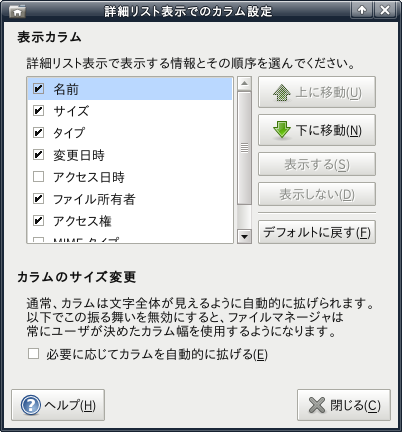 詳細リスト表示でのカラム設定
表示カラム
詳細リスト表示で表示する情報とその順序を選んでください。
名前
サイズ
タイプ
変更日時
アクセス日時
ファイル所有者
アクセス権
MIME タイプ
上に移動(U)
下に移動(N)
表示する(S)
表示しない(D)
デフォルトに戻す(F)
カラムのサイズ変更
通常、カラムは文字全体が見えるように自動的に拡げられます。
以下でこの振る舞いを無効にすると、ファイルマネージャは
常にユーザが決めたカラム幅を使用するようになります。
必要に応じてカラムを自動的に拡げる(E)
ヘルプ(H)
閉じる(C)